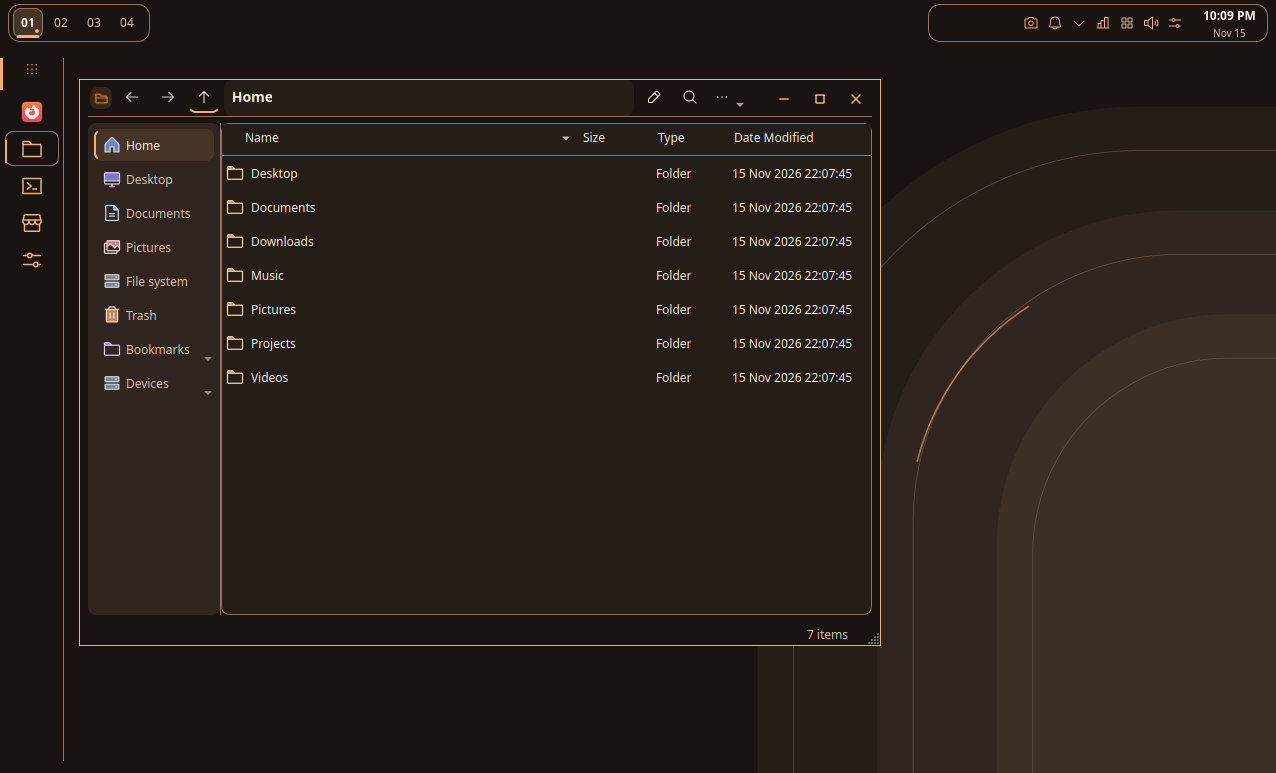 01 02 03 04
10:09 PM
Nov 15
Home
Name Size Type Date Modified
Home
Desktop
Documents
Pictures
File system
Trash
Bookmarks
Devices
Desktop Folder 15 Nov 2026 22:07:45
Documents Folder 15 Nov 2026 22:07:45
Downloads Folder 15 Nov 2026 22:07:45
Music Folder 15 Nov 2026 22:07:45
Pictures Folder 15 Nov 2026 22:07:45
Projects Folder 15 Nov 2026 22:07:45
Videos Folder 15 Nov 2026 22:07:45
7 items